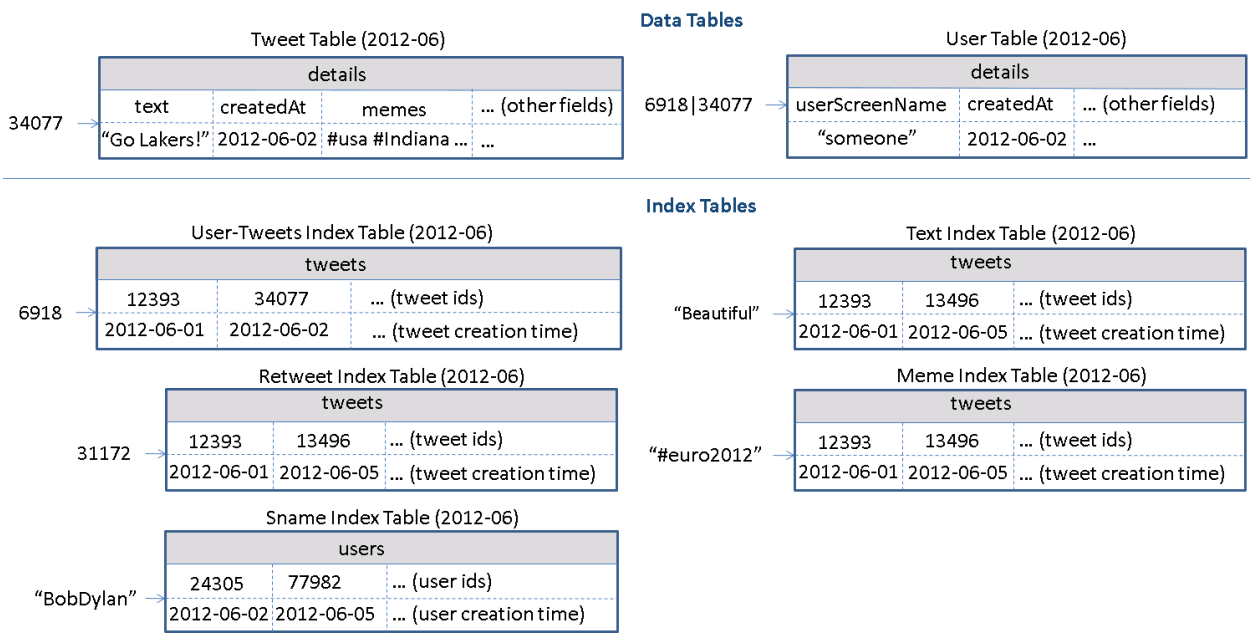 Data Tables
Tweet Table (2012-06)
details
34077
text createdAt memes ... (other fields)
“Go Lakers!” 2012-06-02 #usa #Indiana ... ...
User Table (2012-06)
details
6918|34077
userScreenName createdAt ... (other fields)
“someone” 2012-06-02 ...
Index Tables
User-Tweets Index Table (2012-06)
tweets
6918
12393 34077 ... (tweet ids)
2012-06-01 2012-06-02 ... (tweet creation time)
Text Index Table (2012-06)
tweets
“Beautiful”
12393 13496 ... (tweet ids)
2012-06-01 2012-06-05 ... (tweet creation time)
Retweet Index Table (2012-06)
tweets
31172
12393 13496 ... (tweet ids)
2012-06-01 2012-06-05 ... (tweet creation time)
Meme Index Table (2012-06)
tweets
“#euro2012”
12393 13496 ... (tweet ids)
2012-06-01 2012-06-05 ... (tweet creation time)
Sname Index Table (2012-06)
users
“BobDylan”
24305 77982 ... (user ids)
2012-06-02 2012-06-05 ... (user creation time)